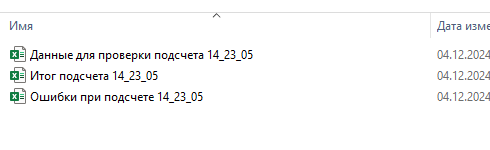 Имя Дата изме
Данные для проверки подсчета 14_23_05 04.12.2024
Итог подсчета 14_23_05 04.12.2024
Ошибки при подсчете 14_23_05 04.12.2024